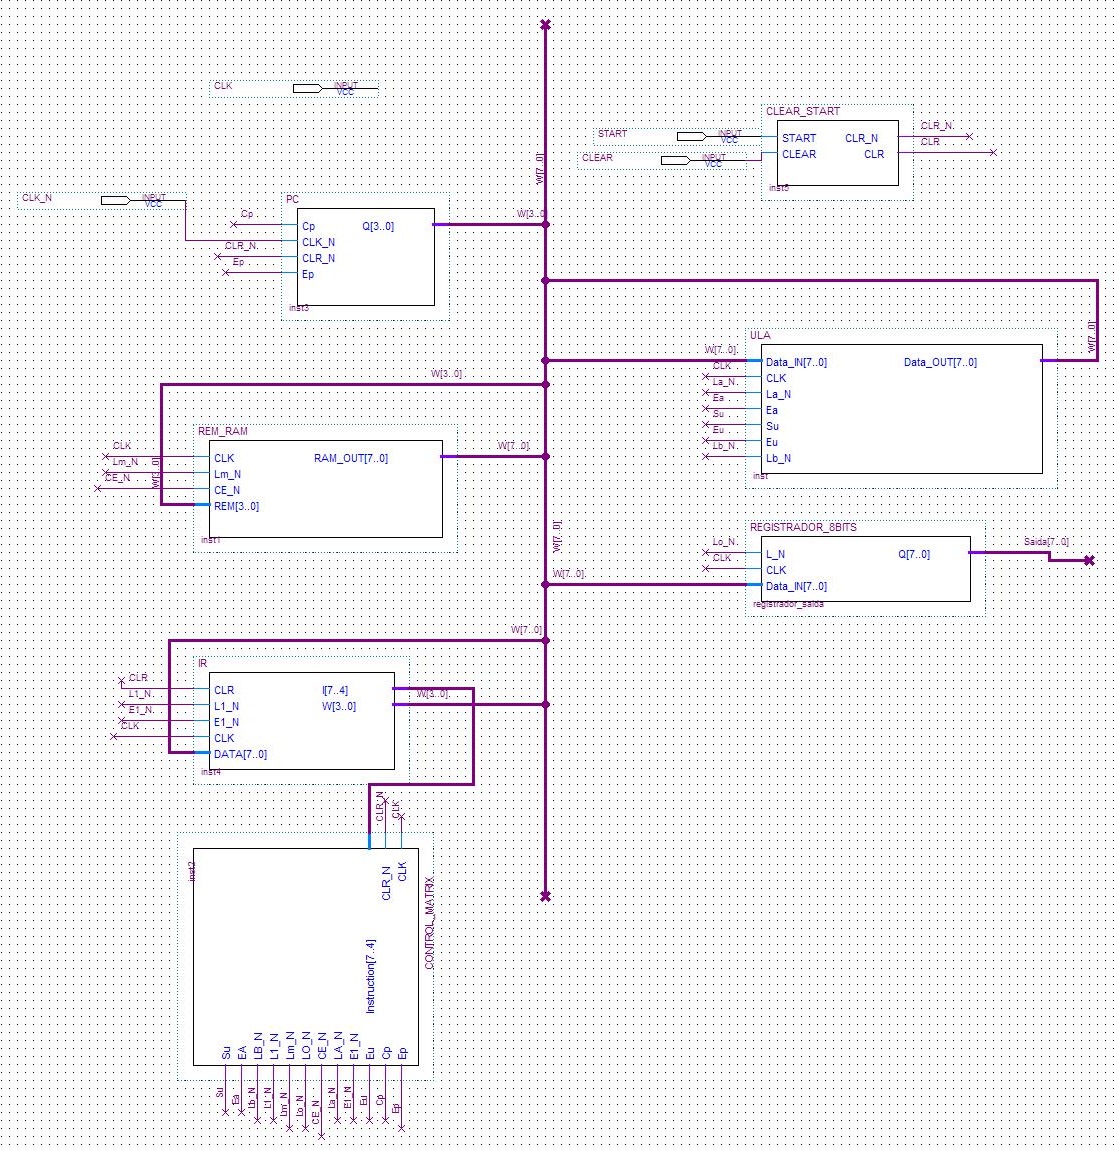 CLK
INPUT
VCC
CLEAR_START
START
INPUT
VCC
CLEAR
INPUT
VCC
START
CLEAR
CLR_N
CLR
CLR_N
CLR
inst5
W[7..0]
CLK_N
INPUT
VCC
PC
Cp
CLR_N
Ep
Cp
CLK_N
CLR_N
Ep
Q[3..0]
inst3
W[3..0]
W[7..0]
ULA
W[7..0]
CLK
La_N
Ea
Su
Eu
Lb_N
Data_IN[7..0]
CLK
La_N
Ea
Su
Eu
Lb_N
Data_OUT[7..0]
inst
W[3..0]
REM_RAM
CLK
Lm_N
CE_N
W[3..0]
CLK
Lm_N
CE_N
REM[3..0]
RAM_OUT[7..0]
inst1
W[7..0]
W[7..0]
REGISTRADOR_8BITS
Lo_N
CLK
W[7..0]
L_N
CLK
Data_IN[7..0]
Q[7..0]
Saida[7..0]
registrador_saida
W[7..0]
IR
CLR
L1_N
E1_N
CLK
CLR
L1_N
E1_N
CLK
DATA[7..0]
I[7..4]
W[3..0]
W[3..0]
inst4
CLR_N
CLK
inst2
CLR_N
CLK
CONTROL_MATRIX
Instruction[7..4]
Su
EA
LB_N
L1_N
Lm_N
LO_N
CE_N
LA_N
E1_N
Eu
Cp
Ep
Su
Ea
Lb_N
L1_N
Lm_N
Lo_N
CE_N
La_N
E1_N
Eu
Cp
Ep